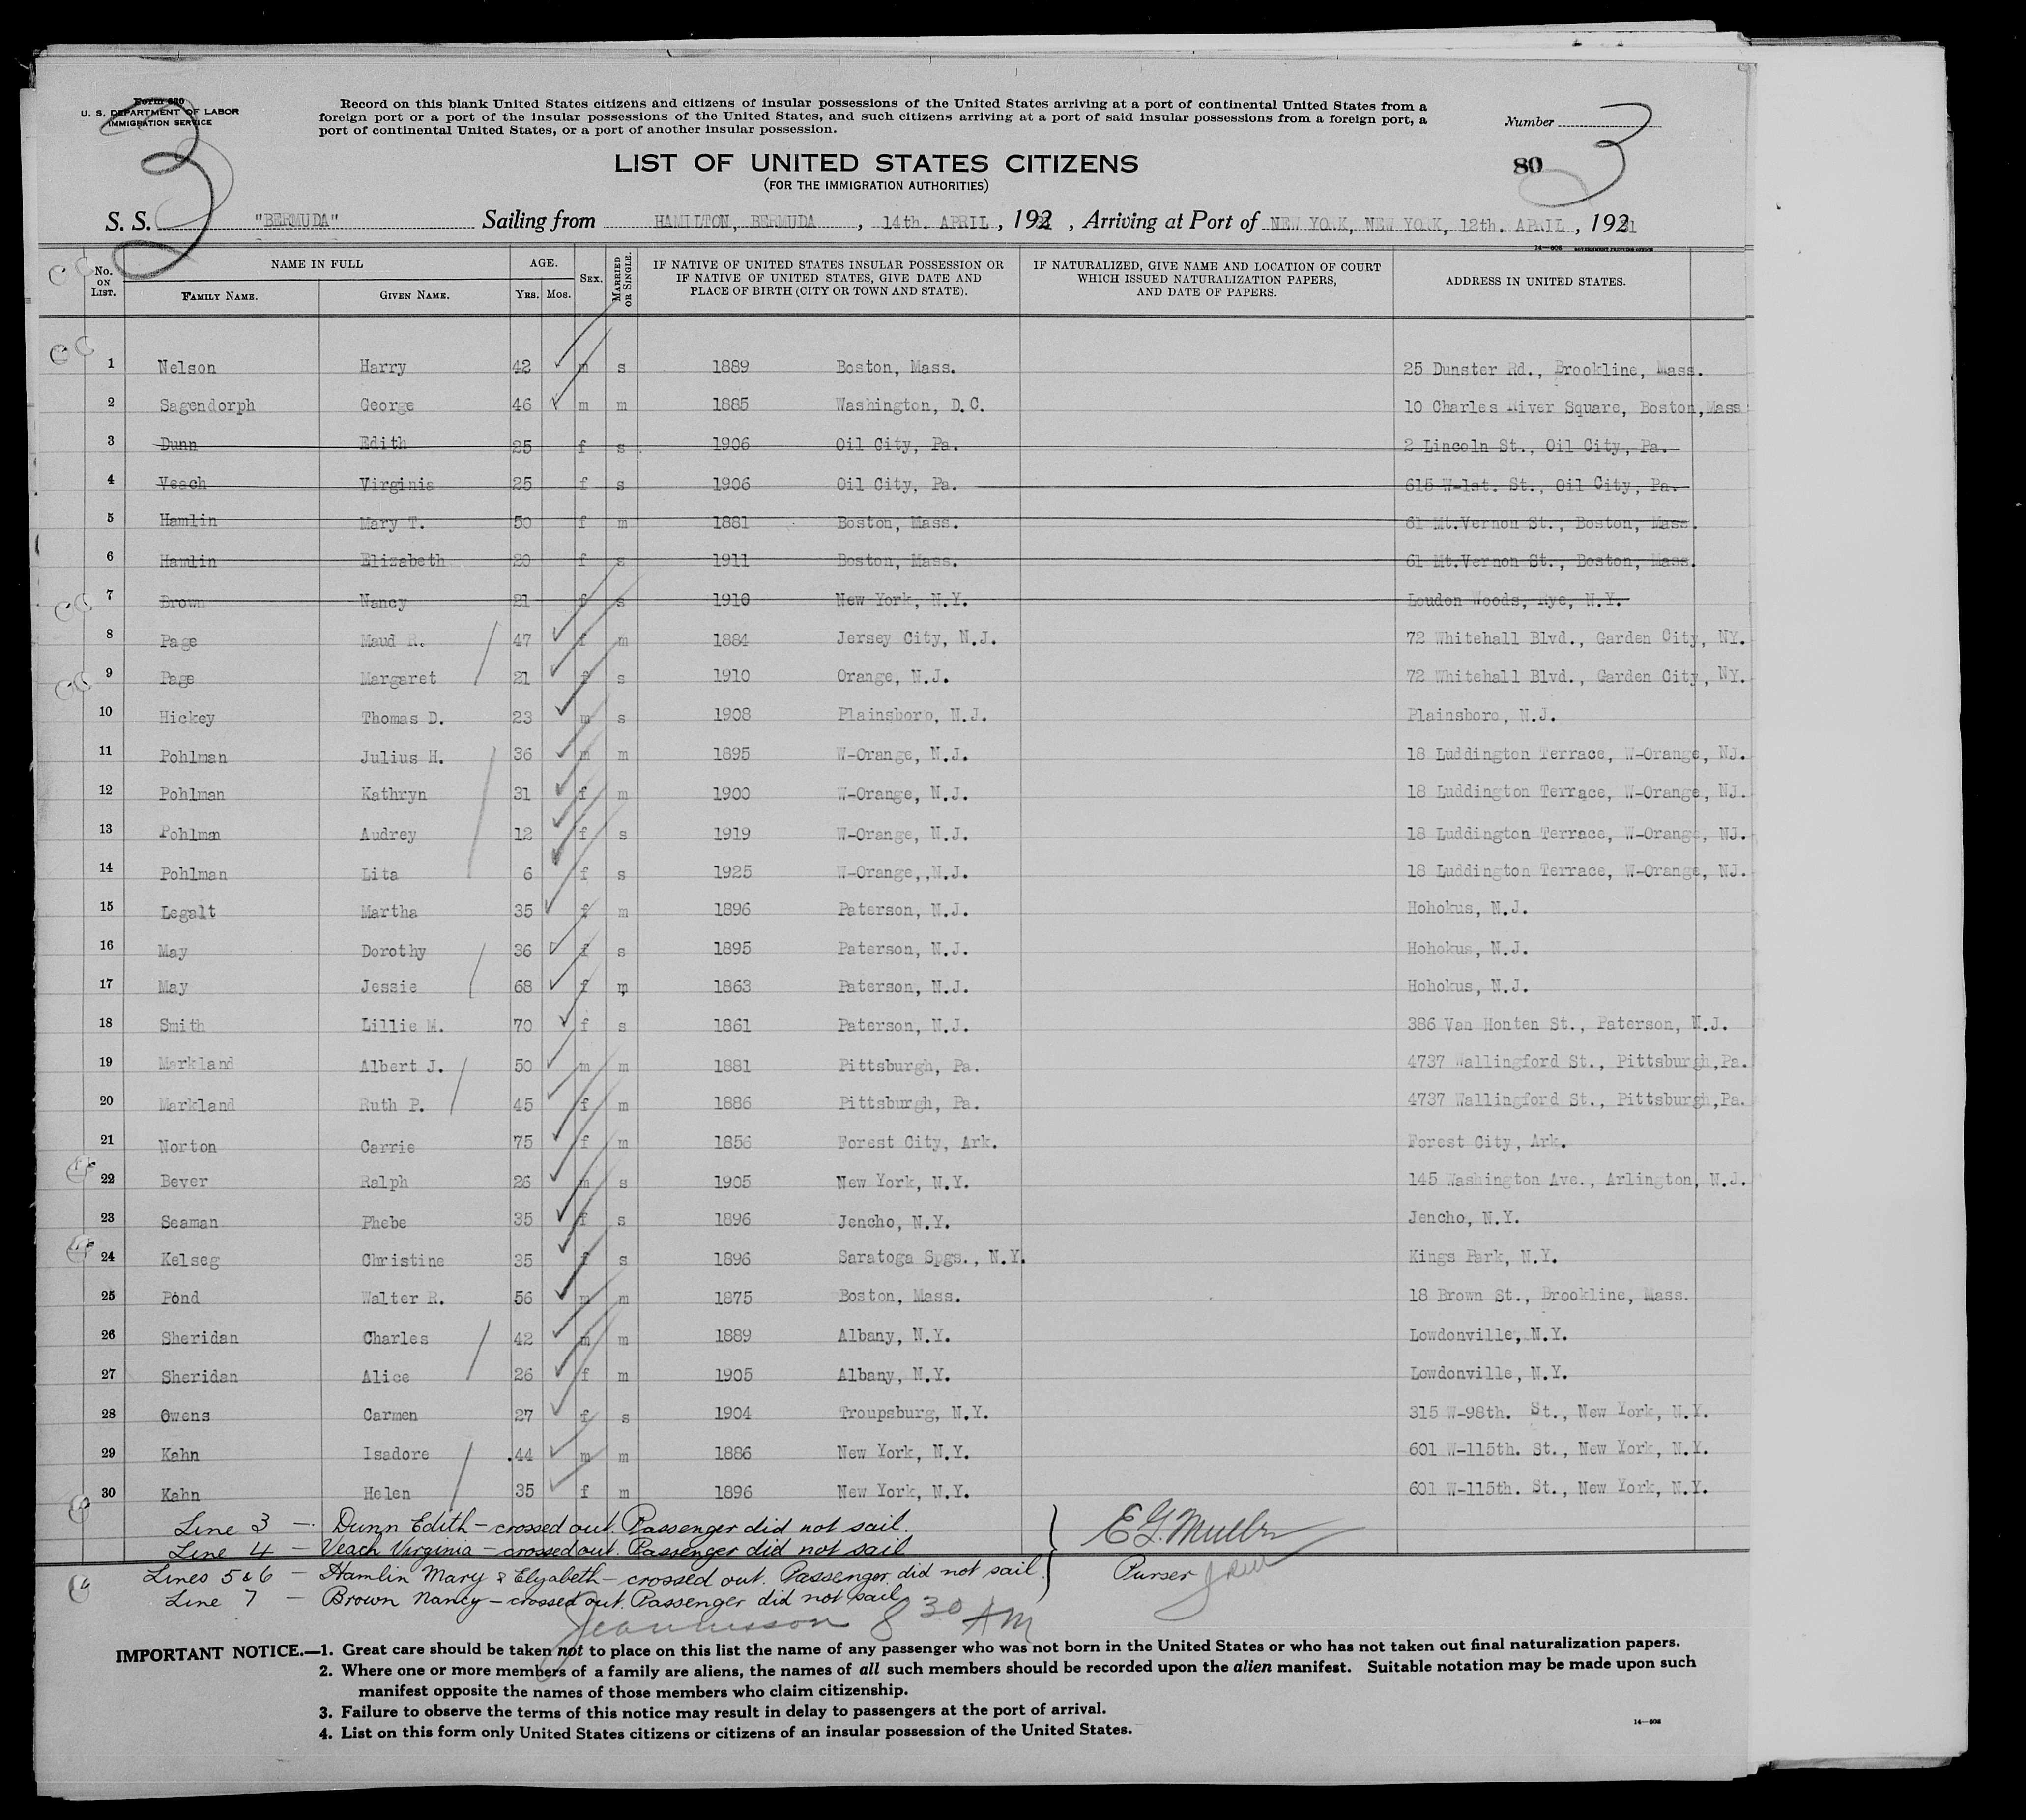 Form 630
U. S. DEPARTMENT OF LABOR
IMMIGRATION SERVICE
3
Record on this blank United States citizens and citizens of insular possessions of the United States arriving at a port of continental United States from a
foreign port or a port of the insular possessions of the United States, and such citizens arriving at a port of said insular possessions from a foreign port, a
port of continental United States, or a port of another insular possession.
Number
3
80
LIST OF UNITED STATES CITIZENS
(FOR THE IMMIGRATION AUTHORITIES)
S. S. "BERMUDA" Sailing from HAMILTON, BERMUDA , 14th. APRIL , 192 , Arriving at Port of NEW YORK, NEW YORK, 12th. APRIL , 1931
14—608 GOVERNMENT PRINTING OFFICE
No. ON LIST. NAME IN FULL FAMILY NAME. GIVEN NAME. AGE. YRS. MOS. SEX. MARRIED OR SINGLE. IF NATIVE OF UNITED STATES INSULAR POSSESSION OR IF NATIVE OF UNITED STATES, GIVE DATE AND PLACE OF BIRTH (CITY OR TOWN AND STATE). IF NATURALIZED, GIVE NAME AND LOCATION OF COURT WHICH ISSUED NATURALIZATION PAPERS, AND DATE OF PAPERS. ADDRESS IN UNITED STATES.
1 Nelson Harry 42 m s 1889 Boston, Mass. 25 Dunster Rd., Brookline, Mass.
2 Sagendorph George 46 m m 1885 Washington, D.C. 10 Charles River Square, Boston,Mass
3 Dunn Edith 25 f s 1906 Oil City, Pa. 2 Lincoln St., Oil City, Pa.
4 Veach Virginia 25 f s 1906 Oil City, Pa. 615 W-1st. St., Oil City, Pa.
5 Hamlin Mary T. 50 f m 1881 Boston, Mass. 61 Mt.Vernon St., Boston, Mass.
6 Hamlin Elizabeth 20 f s 1911 Boston, Mass. 61 Mt.Vernon St., Boston, Mass.
7 Brown Nancy 21 f s 1910 New York, N.Y. Loudon Woods, Rye, N.Y.
8 Page Maud R. 47 f m 1884 Jersey City, N.J. 72 Whitehall Blvd., Garden City, NY.
9 Page Margaret 21 f s 1910 Orange, N.J. 72 Whitehall Blvd., Garden City, NY.
10 Hickey Thomas D. 23 m s 1908 Plainsboro, N.J. Plainsboro, N.J.
11 Pohlman Julius H. 36 m m 1895 W-Orange, N.J. 18 Luddington Terrace, W-Orange, NJ.
12 Pohlman Kathryn 31 f m 1900 W-Orange, N.J. 18 Luddington Terrace, W-Orange, NJ.
13 Pohlman Audrey 12 f s 1919 W-Orange, N.J. 18 Luddington Terrace, W-Orange, NJ.
14 Pohlman Lita 6 f s 1925 W-Orange,,N.J. 18 Luddington Terrace, W-Orange, NJ.
15 Legalt Martha 35 f m 1896 Paterson, N.J. Hohokus, N.J.
16 May Dorothy 36 f s 1895 Paterson, N.J. Hohokus, N.J.
17 May Jessie 68 f m 1863 Paterson, N.J. Hohokus, N.J.
18 Smith Lillie M. 70 f s 1861 Paterson, N.J. 386 Van Honten St., Paterson, N.J.
19 Markland Albert J. 50 m m 1881 Pittsburgh, Pa. 4737 Wallingford St., Pittsburgh,Pa.
20 Markland Ruth P. 45 f m 1886 Pittsburgh, Pa. 4737 Wallingford St., Pittsburgh,Pa.
21 Norton Carrie 75 f m 1856 Forest City, Ark. Forest City, Ark.
22 Bever Ralph 26 m s 1905 New York, N.Y. 145 Washington Ave., Arlington, N.J.
23 Seaman Phebe 35 f s 1896 Jencho, N.Y. Jencho, N.Y.
24 Kelseg Christine 35 f s 1896 Saratoga Spgs., N.Y. Kings Park, N.Y.
25 Pond Walter R. 56 m m 1875 Boston, Mass. 18 Brown St., Brookline, Mass.
26 Sheridan Charles 42 m m 1889 Albany, N.Y. Lowdonville, N.Y.
27 Sheridan Alice 26 f m 1905 Albany, N.Y. Lowdonville, N.Y.
28 Owens Carmen 27 f s 1904 Troupsburg, N.Y. 315 W-98th. St., New York, N.Y.
29 Kahn Isadore 44 m m 1886 New York, N.Y. 601 W-115th. St., New York, N.Y.
30 Kahn Helen 35 f m 1896 New York, N.Y. 601 W-115th. St., New York, N.Y.
Line 3 — Dunn Edith — crossed out. Passenger did not sail.
Line 4 — Veach Virginia — crossed out. Passenger did not sail
Lines 5 & 6 — Hamlin Mary & Elyabeth — crossed out. Passenger did not sail
Line 7 — Brown Nancy — crossed out. Passenger did not sail
E G. Muller
Purser
8 30 AM
IMPORTANT NOTICE.—1. Great care should be taken not to place on this list the name of any passenger who was not born in the United States or who has not taken out final naturalization papers.
2. Where one or more members of a family are aliens, the names of all such members should be recorded upon the alien manifest. Suitable notation may be made upon such
manifest opposite the names of those members who claim citizenship.
3. Failure to observe the terms of this notice may result in delay to passengers at the port of arrival.
4. List on this form only United States citizens or citizens of an insular possession of the United States.
14—608